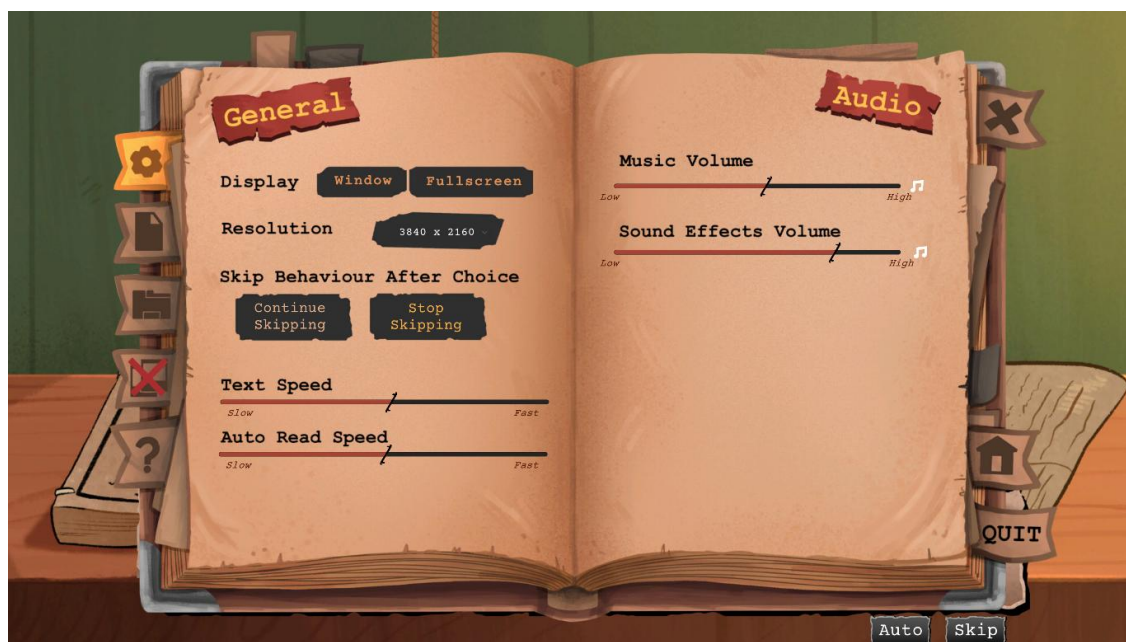 General
Display Window Fullscreen
Resolution 3840 x 2160
Skip Behaviour After Choice
Continue
Skipping
Stop
Skipping
Text Speed
Slow Fast
Auto Read Speed
Slow Fast
Audio
Music Volume
Low High
Sound Effects Volume
Low High
?
QUIT
Auto Skip